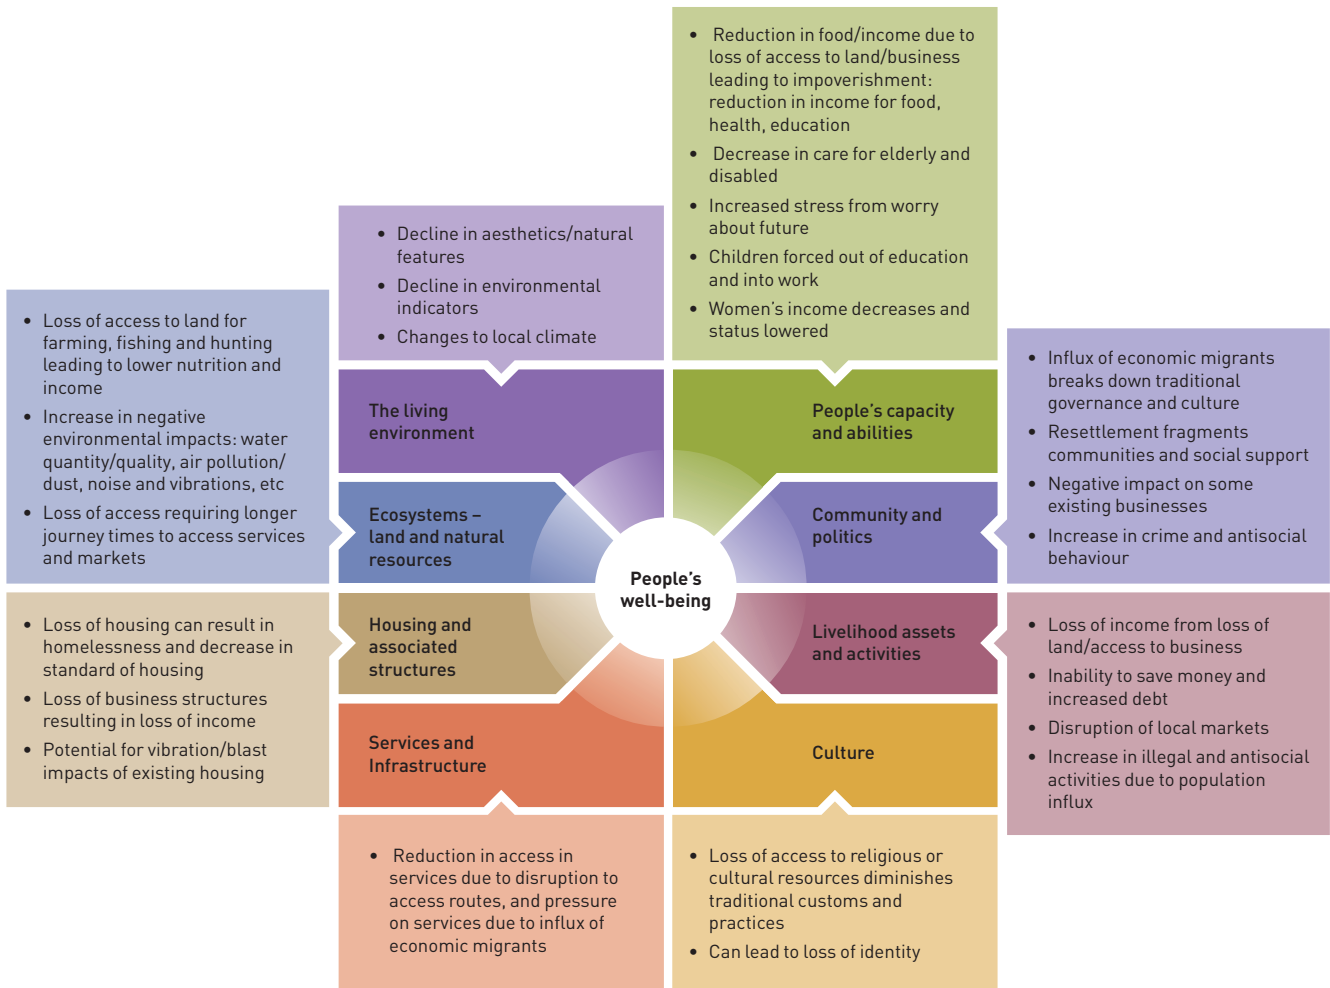 • Reduction in food/income due to
loss of access to land/business
leading to impoverishment:
reduction in income for food,
health, education
• Decrease in care for elderly and
disabled
• Increased stress from worry
about future
• Children forced out of education
and into work
• Women’s income decreases and
status lowered
• Decline in aesthetics/natural
features
• Decline in environmental
indicators
• Changes to local climate
• Loss of access to land for
farming, fishing and hunting
leading to lower nutrition and
income
• Increase in negative
environmental impacts: water
quantity/quality, air pollution/
dust, noise and vibrations, etc
• Loss of access requiring longer
journey times to access services
and markets
• Influx of economic migrants
breaks down traditional
governance and culture
• Resettlement fragments
communities and social support
• Negative impact on some
existing businesses
• Increase in crime and antisocial
behaviour
The living
environment
People’s capacity
and abilities
Ecosystems –
land and natural
resources
Community and
politics
People’s
well-being
Housing and
associated
structures
Livelihood assets
and activities
Services and
Infrastructure
Culture
• Loss of housing can result in
homelessness and decrease in
standard of housing
• Loss of business structures
resulting in loss of income
• Potential for vibration/blast
impacts of existing housing
• Loss of income from loss of
land/access to business
• Inability to save money and
increased debt
• Disruption of local markets
• Increase in illegal and antisocial
activities due to population
influx
• Reduction in access in
services due to disruption to
access routes, and pressure
on services due to influx of
economic migrants
• Loss of access to religious or
cultural resources diminishes
traditional customs and
practices
• Can lead to loss of identity